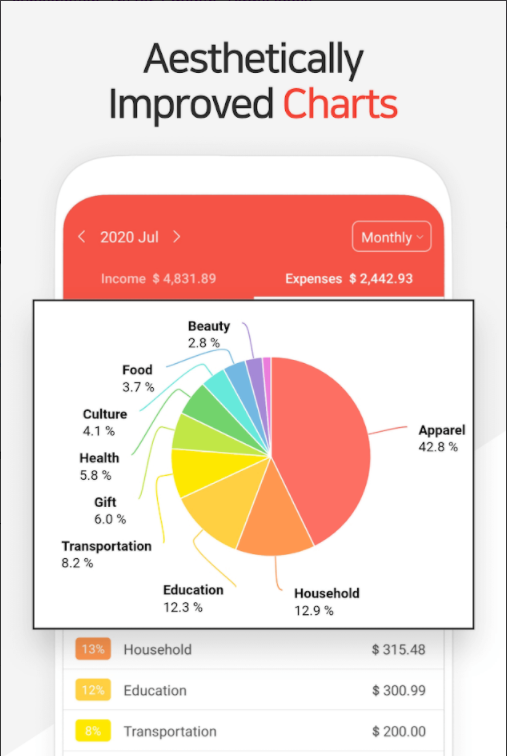 Aesthetically
Improved Charts
2020 Jul
Monthly
Income $ 4,831.89
Expenses $ 2,442.93
Beauty
2.8 %
Food
3.7 %
Culture
4.1 %
Health
5.8 %
Gift
6.0 %
Transportation
8.2 %
Education
12.3 %
Household
12.9 %
Apparel
42.8 %
13% Household $ 315.48
12% Education $ 300.99
8% Transportation $ 200.00